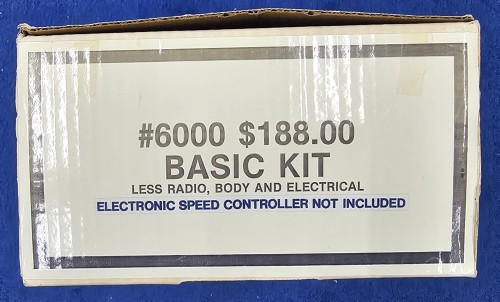 #6000 $188.00
BASIC KIT
LESS RADIO, BODY AND ELECTRICAL
ELECTRONIC SPEED CONTROLLER NOT INCLUDED